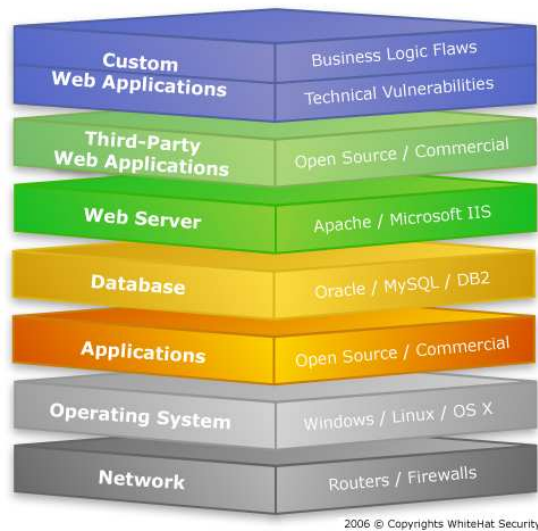 Custom
Web Applications
Business Logic Flaws
Technical Vulnerabilities
Third-Party
Web Applications
Open Source / Commercial
Web Server
Apache / Microsoft IIS
Database
Oracle / MySQL / DB2
Applications
Open Source / Commercial
Operating System
Windows / Linux / OS X
Network
Routers / Firewalls
2006 © Copyrights WhiteHat Security